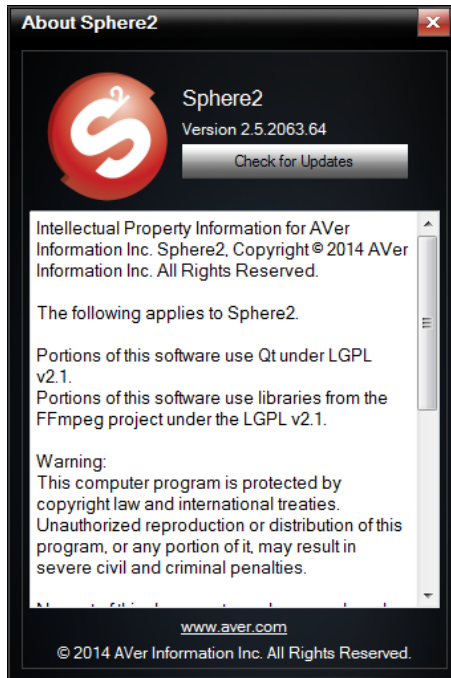 About Sphere2
S2
Sphere2
Version 2.5.2063.64
Check for Updates
Intellectual Property Information for AVer
Information Inc. Sphere2, Copyright © 2014 AVer
Information Inc. All Rights Reserved.
The following applies to Sphere2.
Portions of this software use Qt under LGPL
v2.1.
Portions of this software use libraries from the
FFmpeg project under the LGPL v2.1.
Warning:
This computer program is protected by
copyright law and international treaties.
Unauthorized reproduction or distribution of this
program, or any portion of it, may result in
severe civil and criminal penalties.
www.aver.com
© 2014 AVer Information Inc. All Rights Reserved.